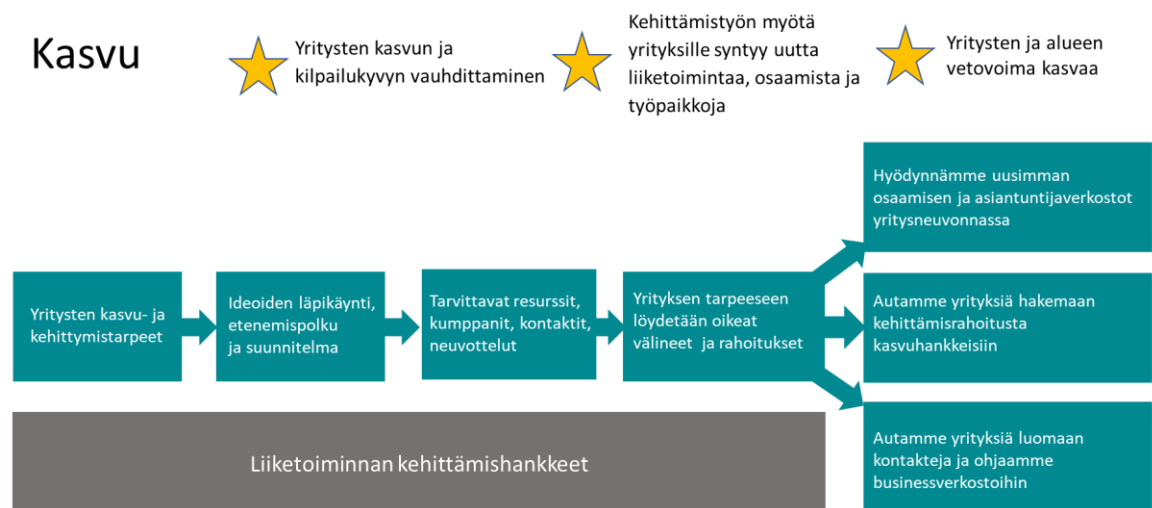 Kasvu
Yritysten kasvun ja
kilpailukyvyn vauhdittaminen
Kehittämistyön myötä
yrityksille syntyy uutta
liiketoimintaa, osaamista ja
työpaikkoja
Yritysten ja alueen
vetovoima kasvaa
Yritysten kasvu- ja
kehittymistarpeet
Ideoiden läpikäynti,
etenemispolku
ja suunnitelma
Tarvittavat resurssit,
kumppanit, kontaktit,
neuvottelut
Yrityksen tarpeeseen
löydetään oikeat
välineet ja rahoitukset
Hyödynnämme uusimman
osaamisen ja asiantuntijaverkostot
yritysneuvonnassa
Autamme yrityksiä hakemaan
kehittämisrahoitusta
kasvuhankkeisiin
Autamme yrityksiä luomaan
kontakteja ja ohjaamme
businessverkostoihin
Liiketoiminnan kehittämishankkeet